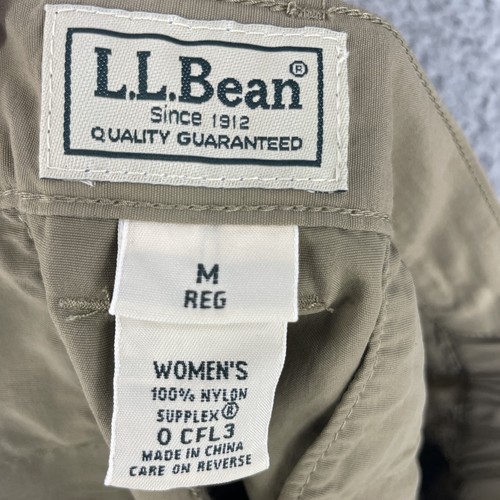 L.L.Bean®
Since 1912
QUALITY GUARANTEED
M
REG
WOMEN'S
100% NYLON
SUPPLEX®
0 CFL3
MADE IN CHINA
CARE ON REVERSE